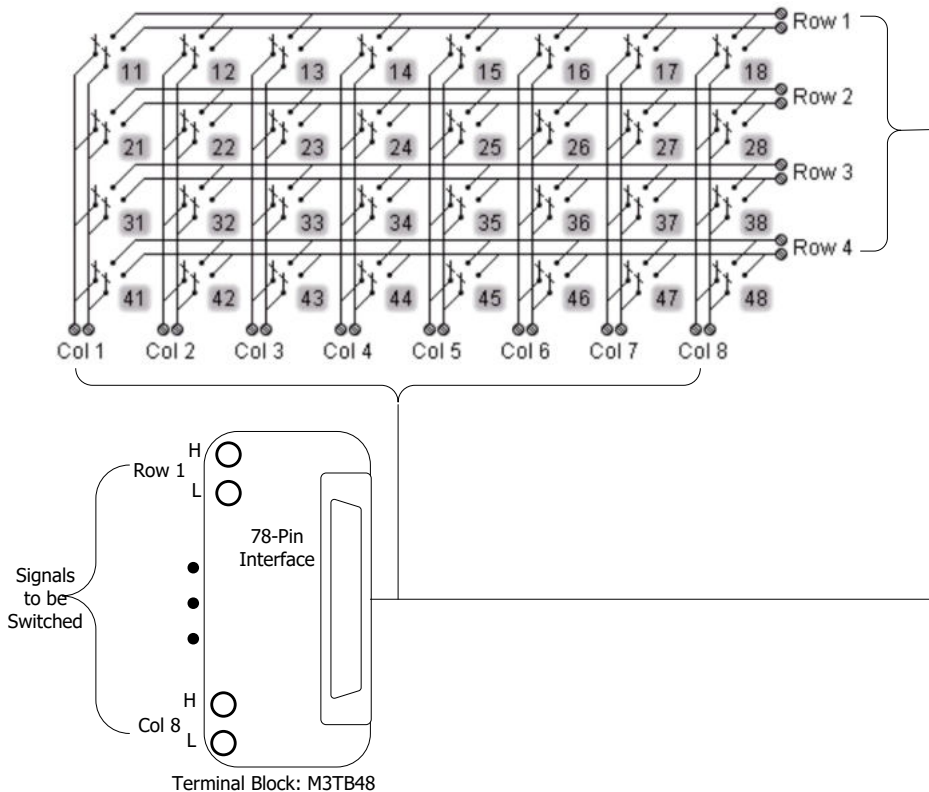 Row 1
11 12 13 14 15 16 17 18
Row 2
21 22 23 24 25 26 27 28
Row 3
31 32 33 34 35 36 37 38
Row 4
41 42 43 44 45 46 47 48
Col 1 Col 2 Col 3 Col 4 Col 5 Col 6 Col 7 Col 8
H
Row 1
L
78-Pin
Interface
Signals
to be
Switched
H
Col 8
L
Terminal Block: M3TB48